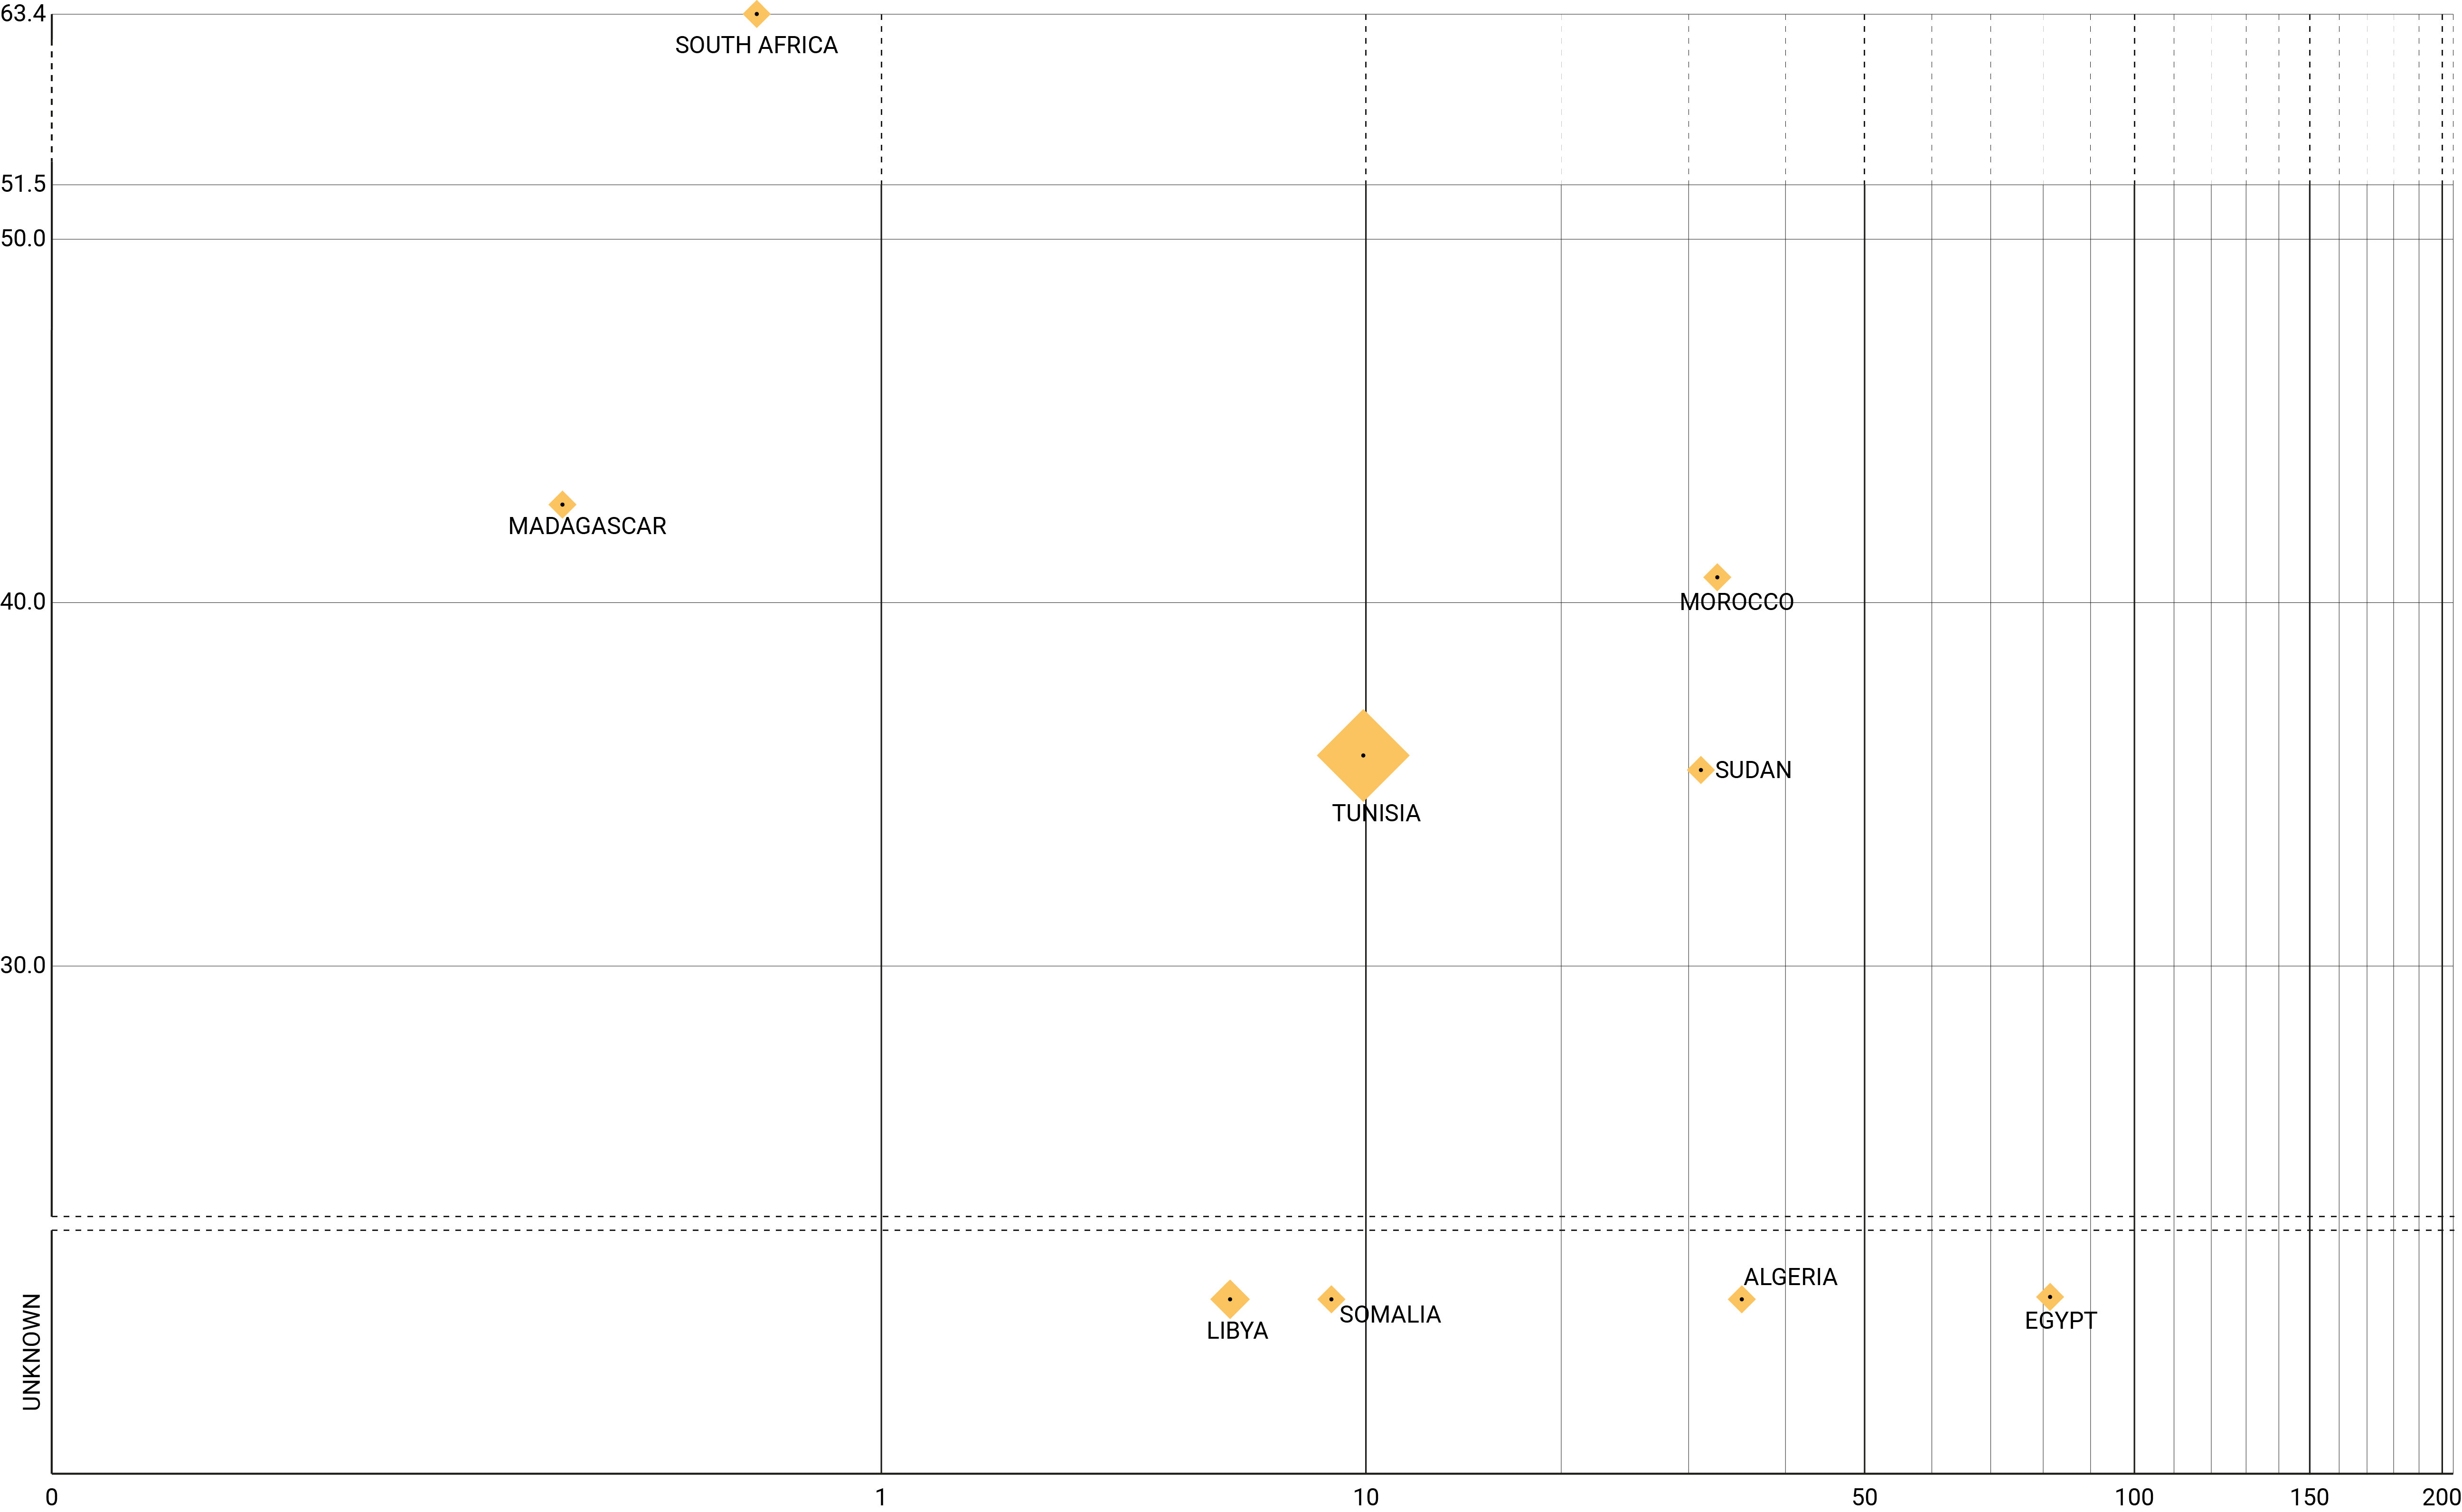 63.4
SOUTH AFRICA
51.5
50.0
MADAGASCAR
MOROCCO
40.0
SUDAN
TUNISIA
30.0
ALGERIA
SOMALIA
EGYPT
LIBYA
UNKNOWN
0 1 10 50 100 150 200